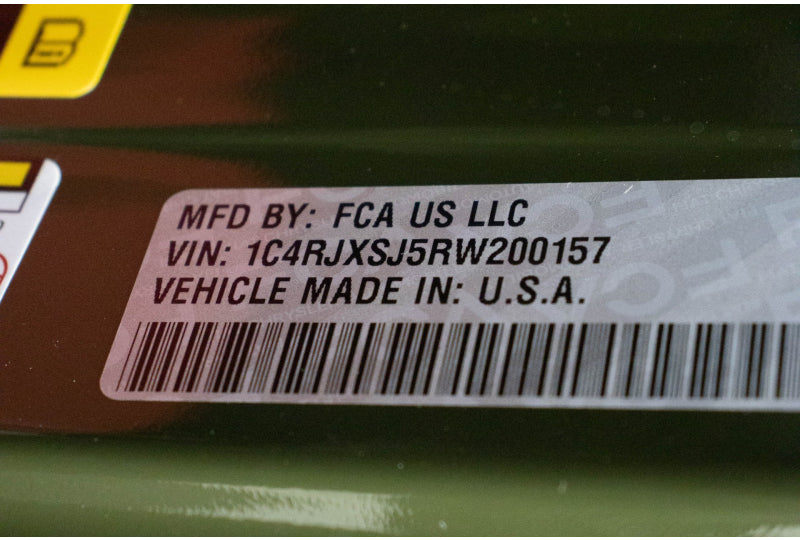 MFD BY: FCA US LLC
VIN: 1C4RJXSJ5RW200157
VEHICLE MADE IN: U.S.A.